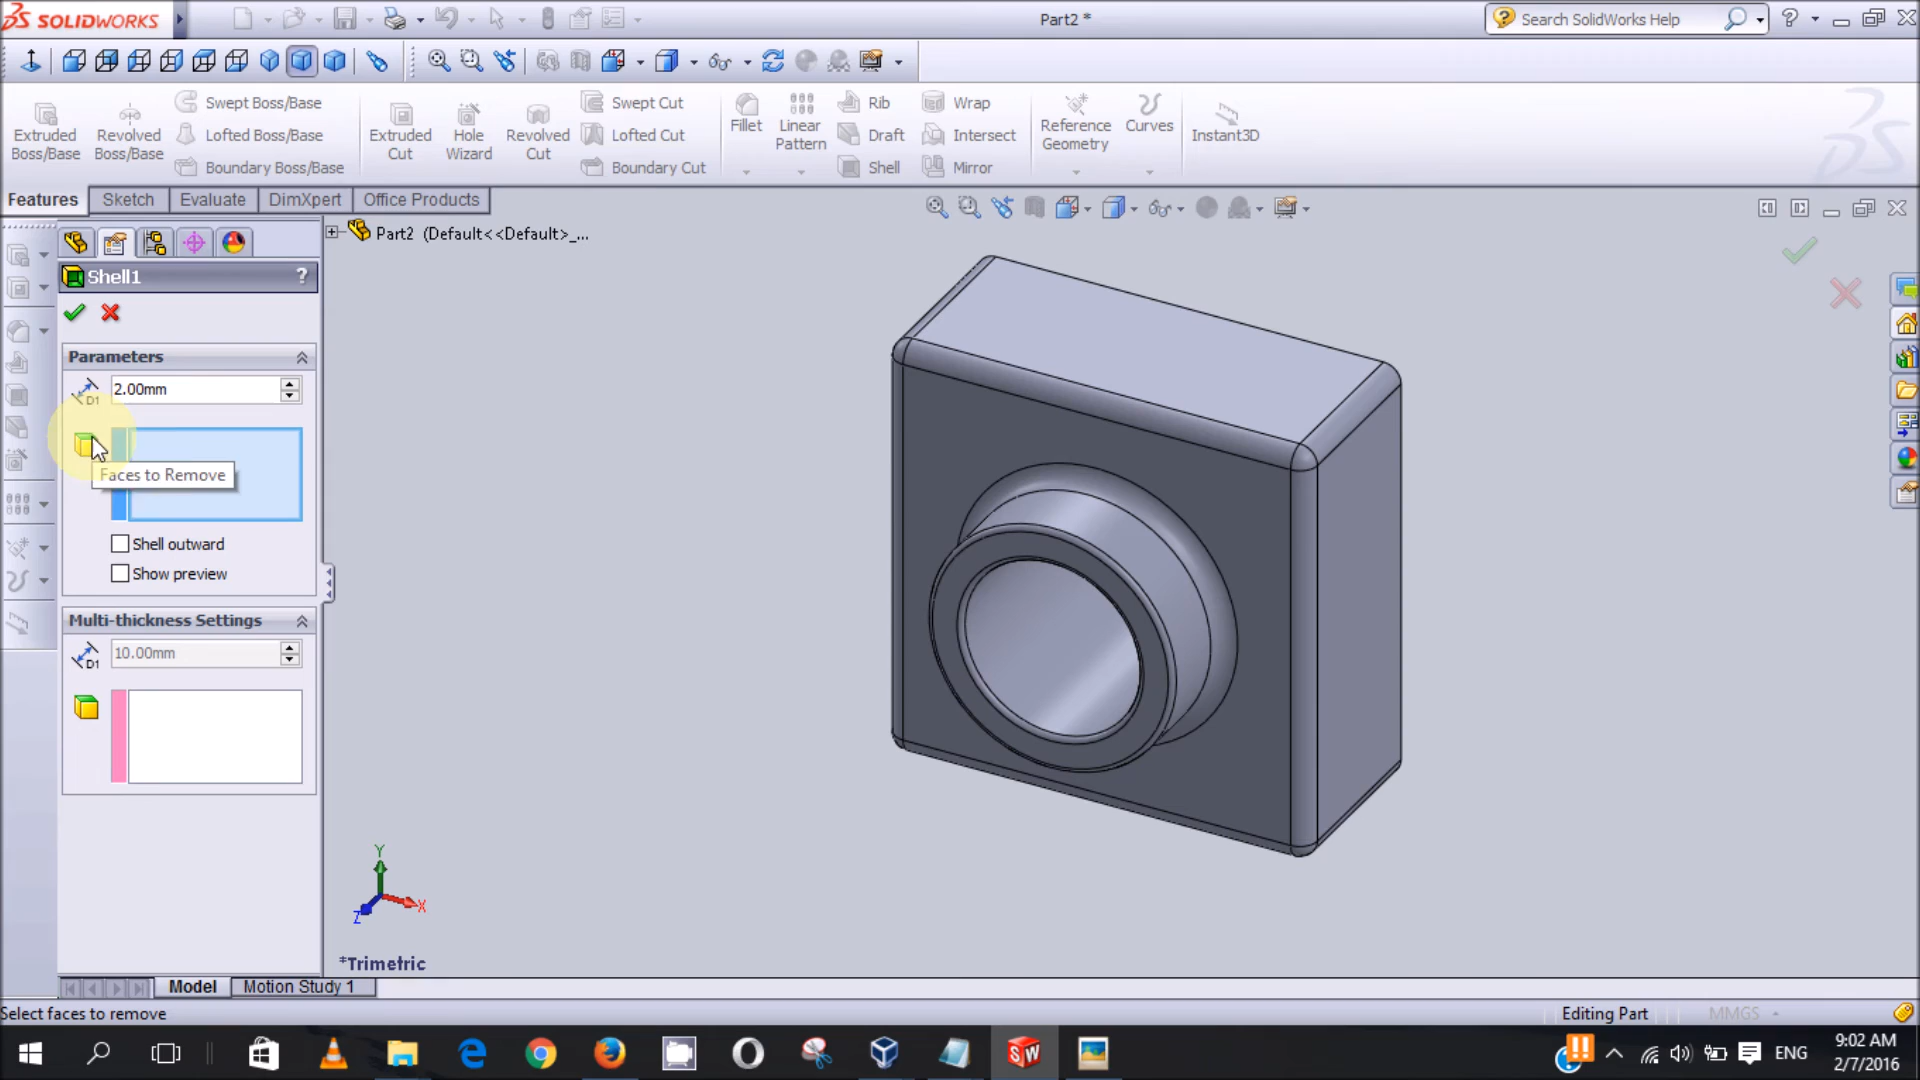 SOLIDWORKS
Part2 *
Search SolidWorks Help
Extruded Boss/Base
Revolved Boss/Base
Swept Boss/Base
Lofted Boss/Base
Boundary Boss/Base
Extruded Cut
Hole Wizard
Revolved Cut
Swept Cut
Lofted Cut
Boundary Cut
Fillet
Linear Pattern
Rib
Draft
Shell
Wrap
Intersect
Mirror
Reference Geometry
Curves
Instant3D
Features
Sketch
Evaluate
DimXpert
Office Products
Part2 (Default<<Default>_...
Shell1
?
Parameters
D1
2.00mm
Faces to Remove
Shell outward
Show preview
Multi-thickness Settings
D1
10.00mm
Y
X
Z
*Trimetric
Model
Motion Study 1
Select faces to remove
Editing Part
MMGS
ENG
9:02 AM
2/7/2016